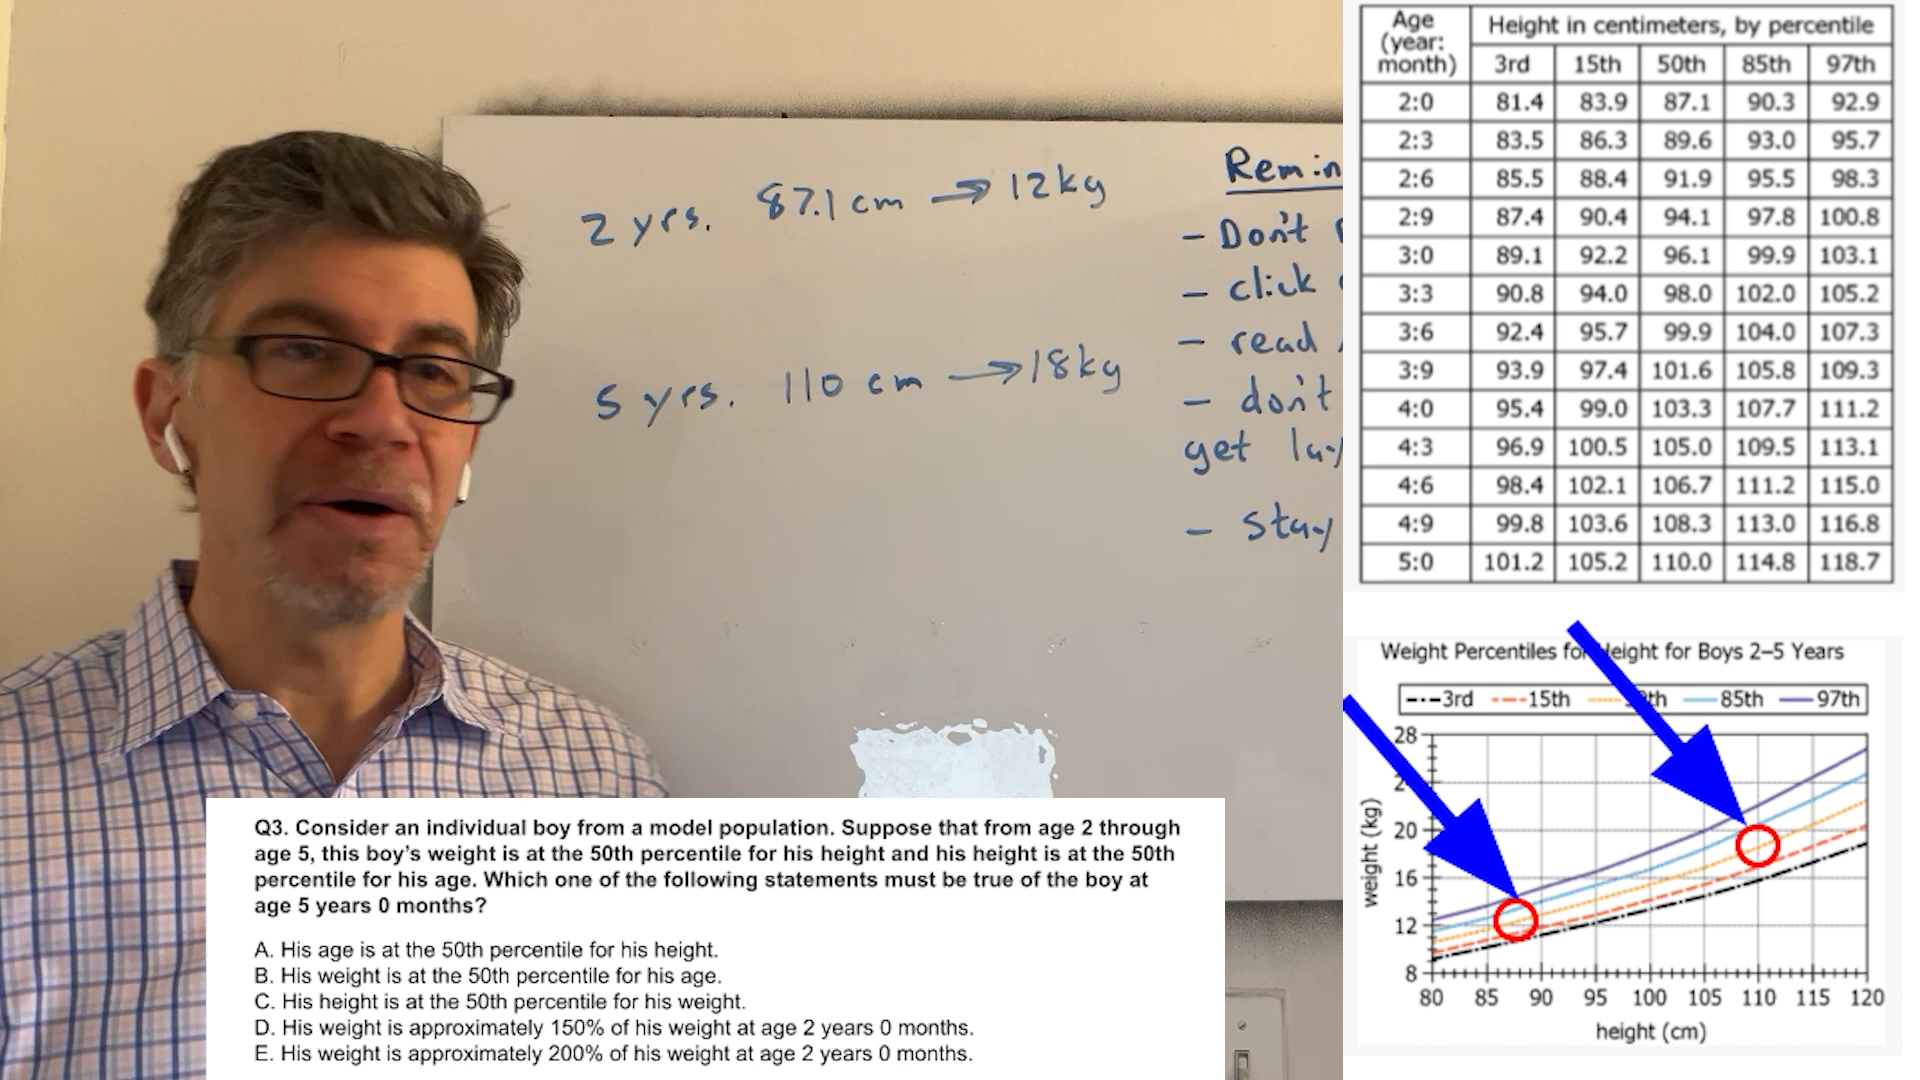 2 yrs. 87.1 cm → 12kg
5 yrs. 110 cm → 18kg
Remin
- Don't
- click
- read
- don't
get lay
- stay
Age (year: month) Height in centimeters, by percentile
3rd 15th 50th 85th 97th
2:0 81.4 83.9 87.1 90.3 92.9
2:3 83.5 86.3 89.6 93.0 95.7
2:6 85.5 88.4 91.9 95.5 98.3
2:9 87.4 90.4 94.1 97.8 100.8
3:0 89.1 92.2 96.1 99.9 103.1
3:3 90.8 94.0 98.0 102.0 105.2
3:6 92.4 95.7 99.9 104.0 107.3
3:9 93.9 97.4 101.6 105.8 109.3
4:0 95.4 99.0 103.3 107.7 111.2
4:3 96.9 100.5 105.0 109.5 113.1
4:6 98.4 102.1 106.7 111.2 115.0
4:9 99.8 103.6 108.3 113.0 116.8
5:0 101.2 105.2 110.0 114.8 118.7
Weight Percentiles for Height for Boys 2–5 Years
3rd 15th th 85th 97th
28
2
20
16
12
8
weight (kg)
80 85 90 95 100 105 110 115 120
height (cm)
Q3. Consider an individual boy from a model population. Suppose that from age 2 through
age 5, this boy's weight is at the 50th percentile for his height and his height is at the 50th
percentile for his age. Which one of the following statements must be true of the boy at
age 5 years 0 months?
A. His age is at the 50th percentile for his height.
B. His weight is at the 50th percentile for his age.
C. His height is at the 50th percentile for his weight.
D. His weight is approximately 150% of his weight at age 2 years 0 months.
E. His weight is approximately 200% of his weight at age 2 years 0 months.